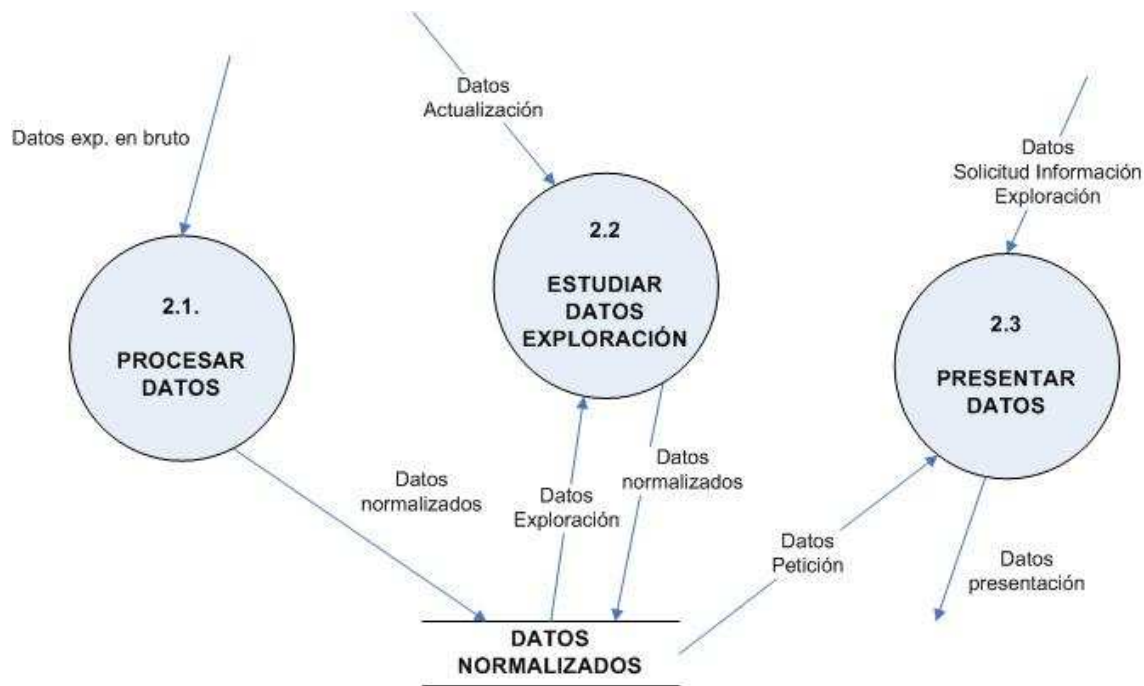 Datos
Actualización
Datos exp. en bruto
Datos
Solicitud Información
Exploración
2.1.
PROCESAR
DATOS
2.2
ESTUDIAR
DATOS
EXPLORACIÓN
2.3
PRESENTAR
DATOS
Datos
normalizados
Datos
Exploración
Datos
normalizados
Datos
Petición
Datos
presentación
DATOS
NORMALIZADOS